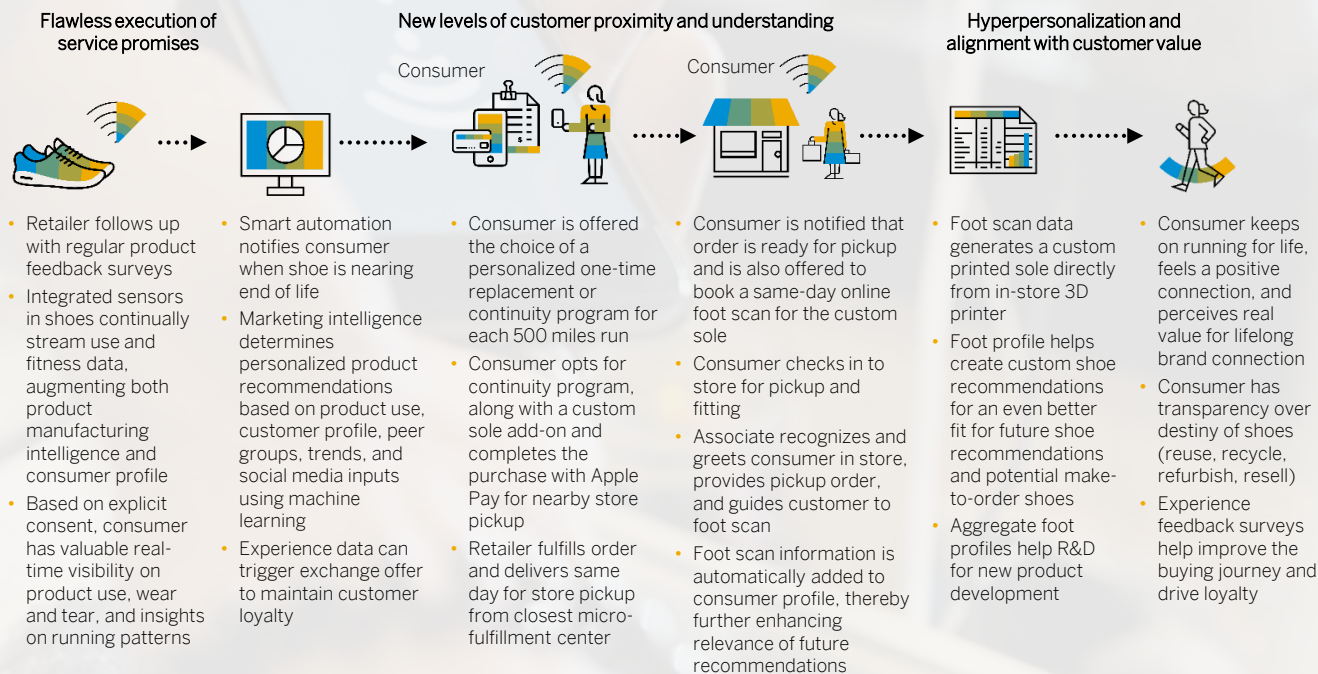 Flawless execution of
service promises
New levels of customer proximity and understanding
Hyperpersonalization and
alignment with customer value
Consumer
Consumer
$
• Retailer follows up
with regular product
feedback surveys
• Integrated sensors
in shoes continually
stream use and
fitness data,
augmenting both
product
manufacturing
intelligence and
consumer profile
• Based on explicit
consent, consumer
has valuable real-
time visibility on
product use, wear
and tear, and insights
on running patterns
• Smart automation
notifies consumer
when shoe is nearing
end of life
• Marketing intelligence
determines
personalized product
recommendations
based on product use,
customer profile, peer
groups, trends, and
social media inputs
using machine
learning
• Experience data can
trigger exchange offer
to maintain customer
loyalty
• Consumer is offered
the choice of a
personalized one-time
replacement or
continuity program for
each 500 miles run
• Consumer opts for
continuity program,
along with a custom
sole add-on and
completes the
purchase with Apple
Pay for nearby store
pickup
• Retailer fulfills order
and delivers same
day for store pickup
from closest micro-
fulfillment center
• Consumer is notified that
order is ready for pickup
and is also offered to
book a same-day online
foot scan for the custom
sole
• Consumer checks in to
store for pickup and
fitting
• Associate recognizes and
greets consumer in store,
provides pickup order,
and guides customer to
foot scan
• Foot scan information is
automatically added to
consumer profile, thereby
further enhancing
relevance of future
recommendations
• Foot scan data
generates a custom
printed sole directly
from in-store 3D
printer
• Foot profile helps
create custom shoe
recommendations
for an even better
fit for future shoe
recommendations
and potential make-
to-order shoes
• Aggregate foot
profiles help R&D
for new product
development
• Consumer keeps
on running for life,
feels a positive
connection, and
perceives real
value for lifelong
brand connection
• Consumer has
transparency over
destiny of shoes
(reuse, recycle,
refurbish, resell)
• Experience
feedback surveys
help improve the
buying journey and
drive loyalty